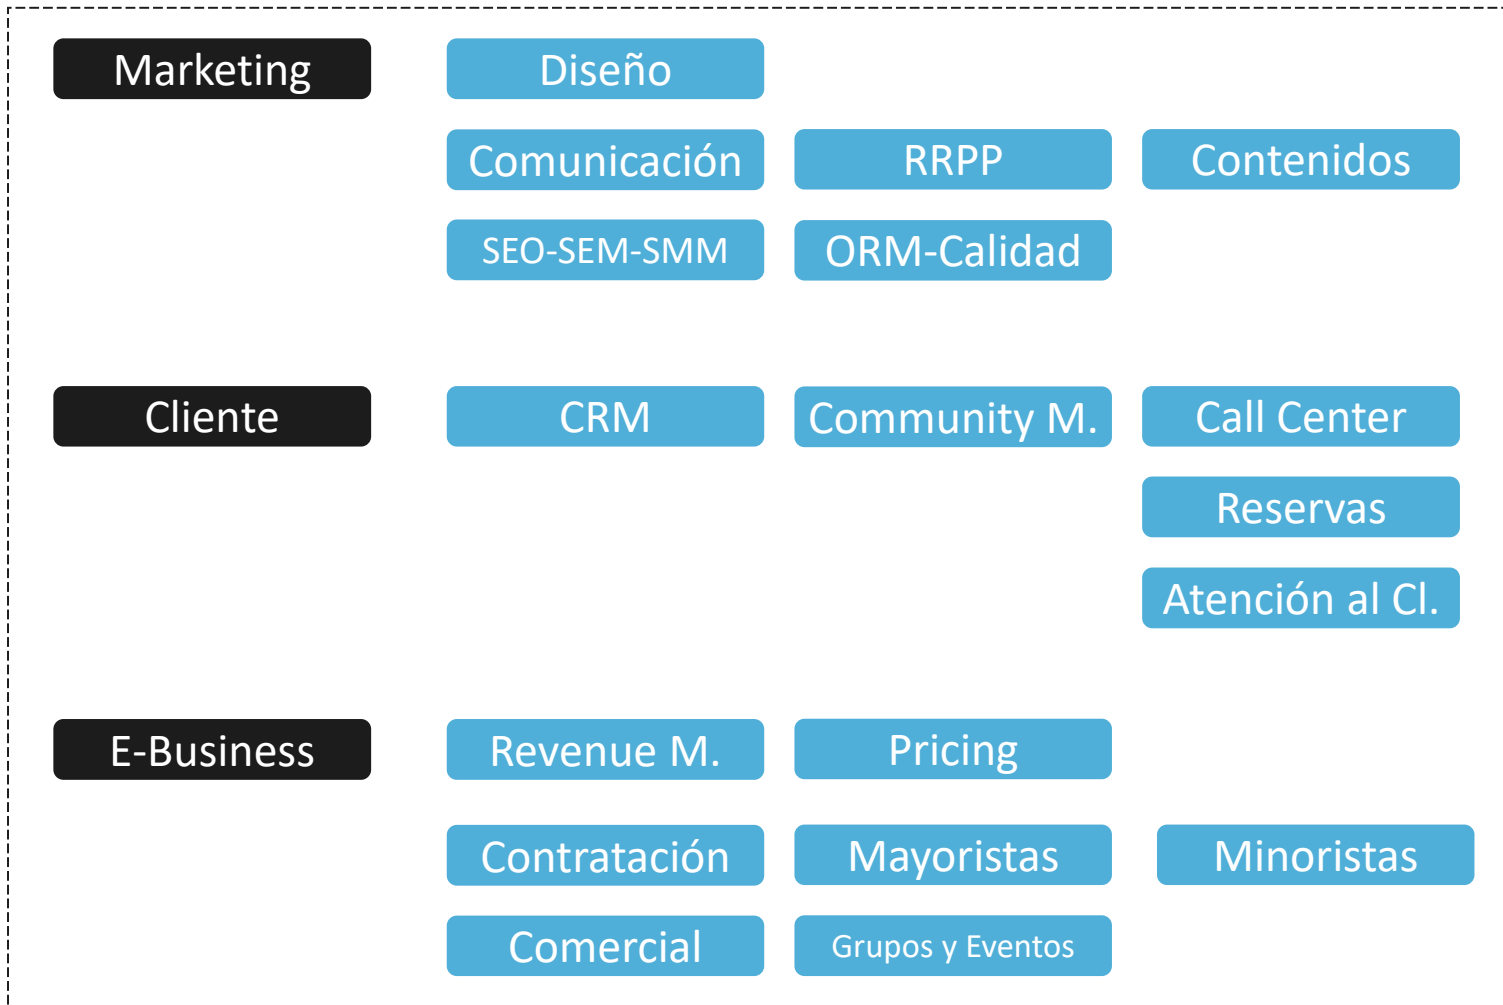 Marketing
Diseño
Comunicación
RRPP
Contenidos
SEO-SEM-SMM
ORM-Calidad
Cliente
CRM
Community M.
Call Center
Reservas
Atención al Cl.
E-Business
Revenue M.
Pricing
Contratación
Mayoristas
Minoristas
Comercial
Grupos y Eventos